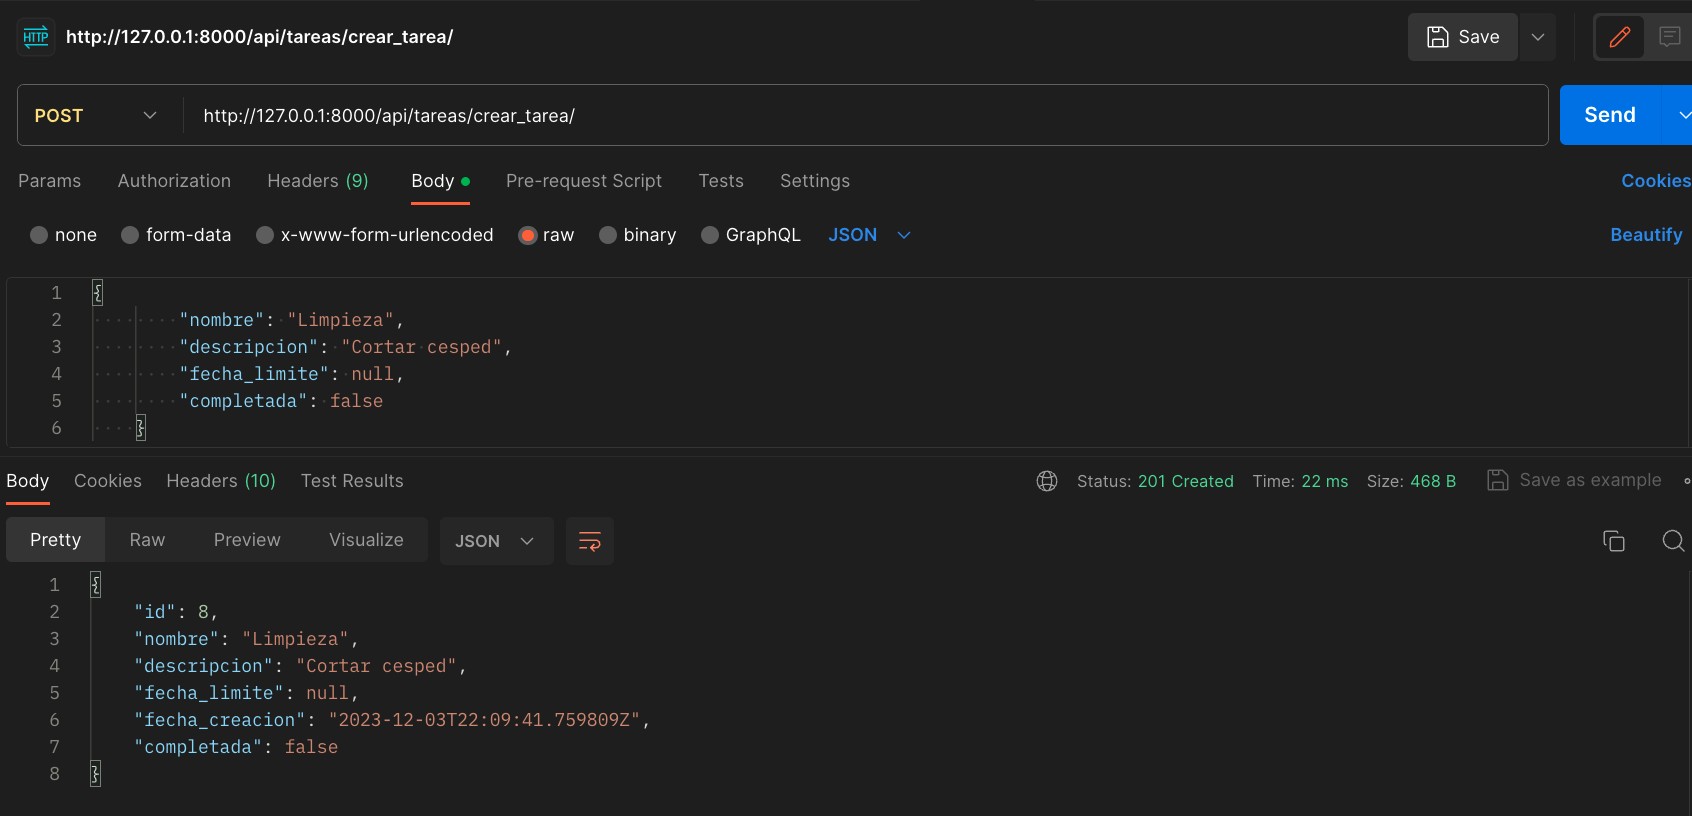 HTTP http://127.0.0.1:8000/api/tareas/crear_tarea/ Save
POST http://127.0.0.1:8000/api/tareas/crear_tarea/ Send
Params Authorization Headers (9) Body Pre-request Script Tests Settings Cookies
none form-data x-www-form-urlencoded raw binary GraphQL JSON Beautify
1 {
2 "nombre": "Limpieza",
3 "descripcion": "Cortar cesped",
4 "fecha_limite": null,
5 "completada": false
6 }
Body Cookies Headers (10) Test Results Status: 201 Created Time: 22 ms Size: 468 B Save as example
Pretty Raw Preview Visualize JSON
1 {
2 "id": 8,
3 "nombre": "Limpieza",
4 "descripcion": "Cortar cesped",
5 "fecha_limite": null,
6 "fecha_creacion": "2023-12-03T22:09:41.759809Z",
7 "completada": false
8 }